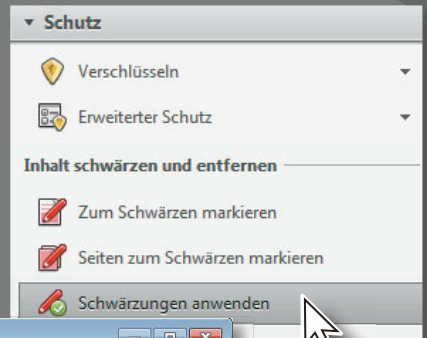 Schutz
Verschlüsseln
Erweiterter Schutz
Inhalt schwärzen und entfernen
Zum Schwärzen markieren
Seiten zum Schwärzen markieren
Schwärzungen anwenden